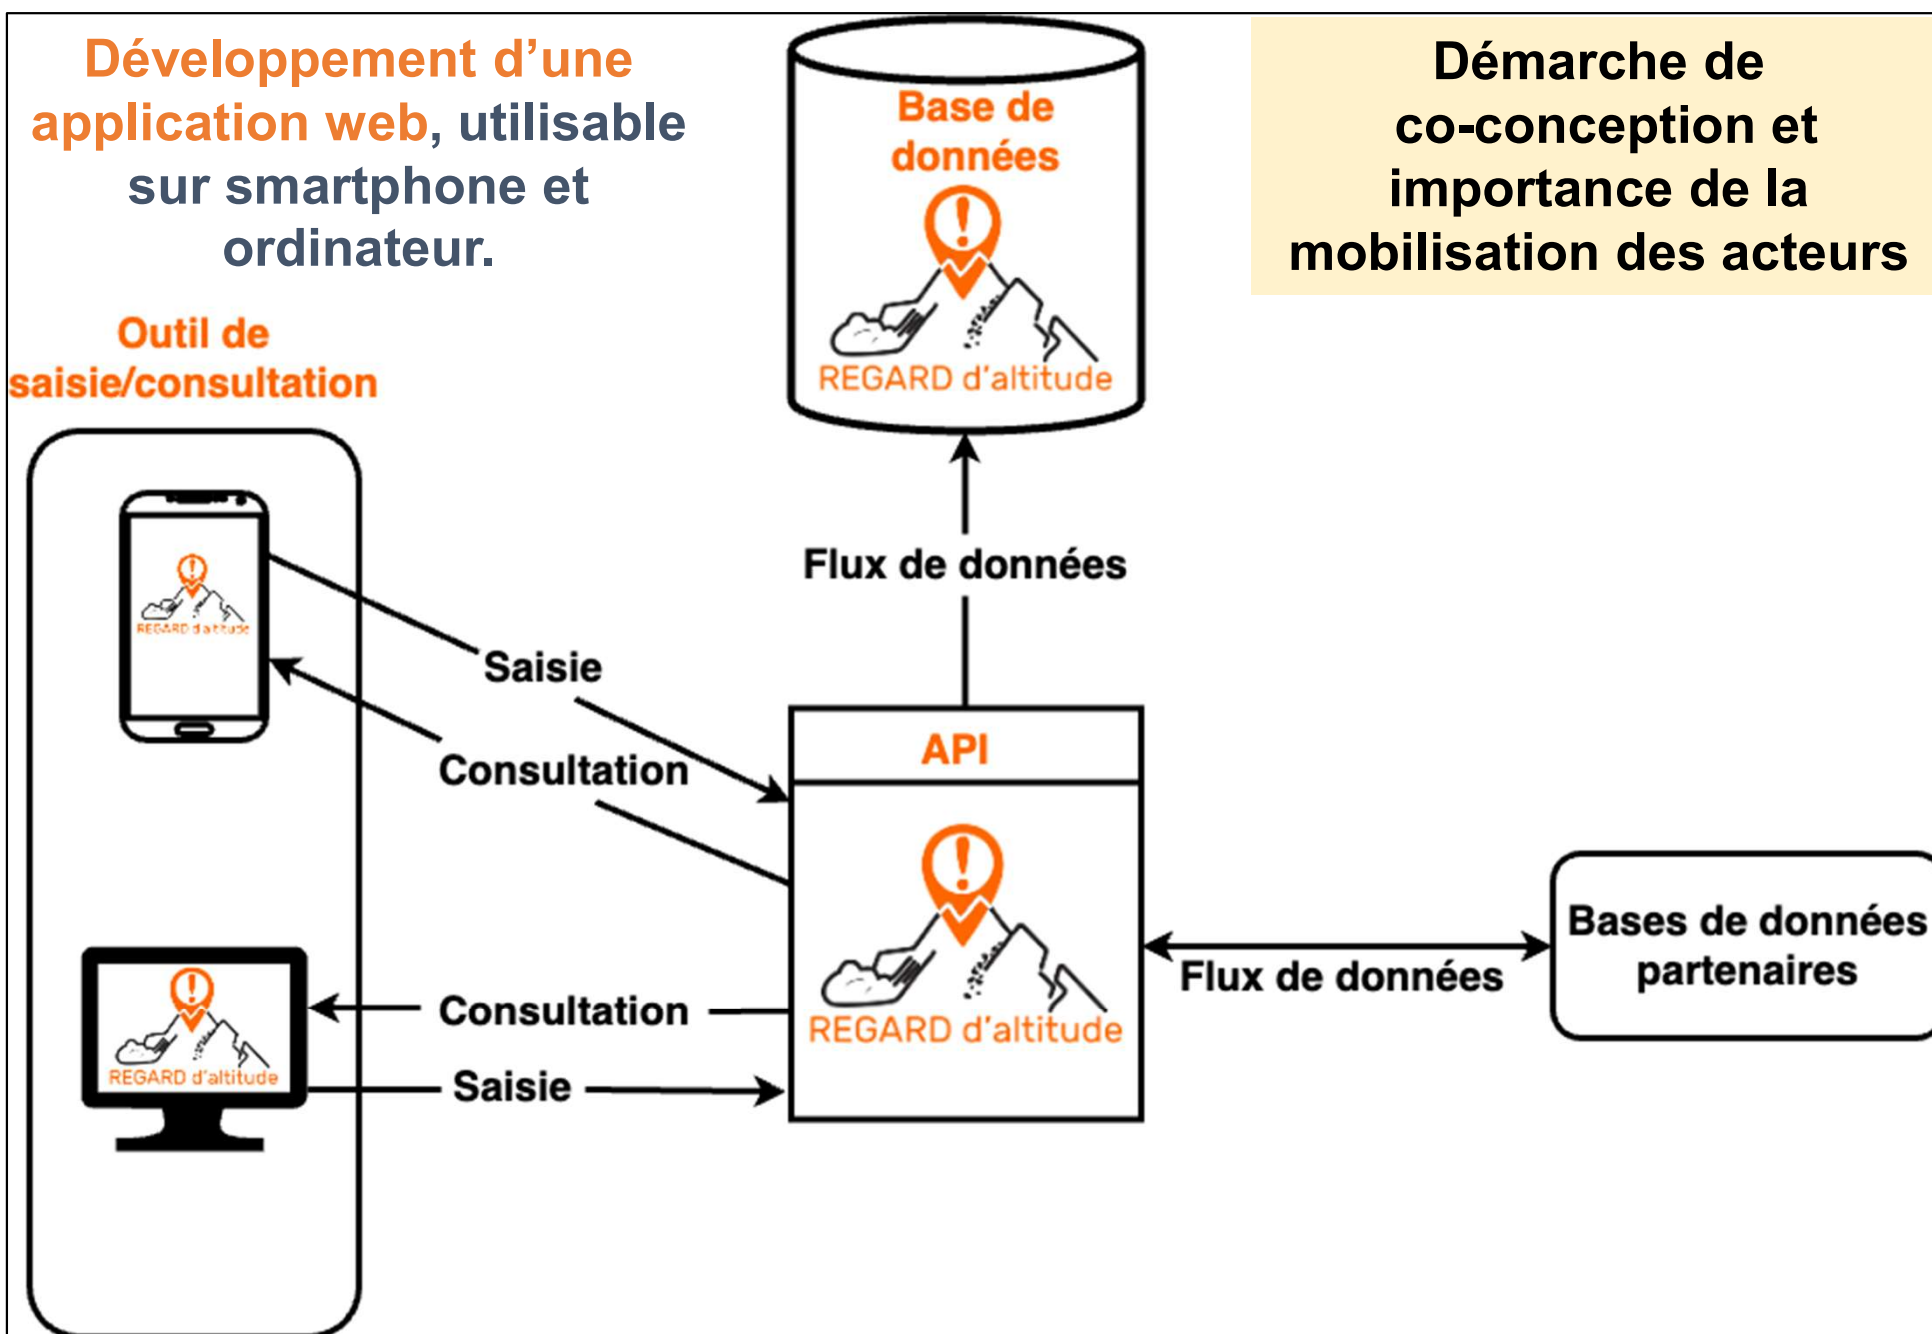 Développement d’une
application web, utilisable
sur smartphone et
ordinateur.
Base de
données
REGARD d'altitude
Démarche de
co-conception et
importance de la
mobilisation des acteurs
Outil de
saisie/consultation
REGARD d'altitude
Flux de données
Saisie
Consultation
API
REGARD d'altitude
Bases de données
partenaires
Flux de données
REGARD d'altitude
Consultation
Saisie